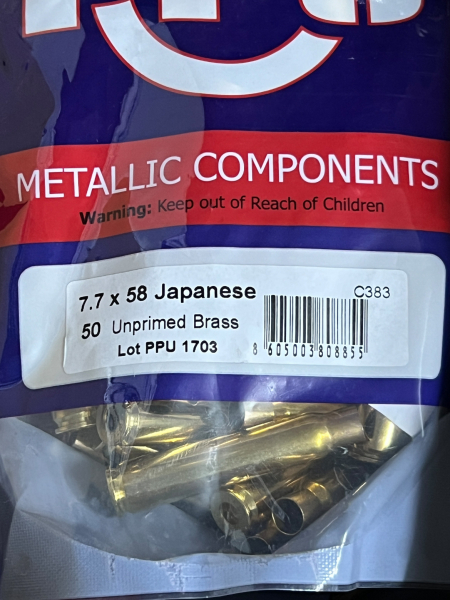 PPU
METALLIC COMPONENTS
Warning: Keep out of Reach of Children
7.7 x 58 Japanese
C383
50 Unprimed Brass
Lot PPU 1703
8 605003 808855